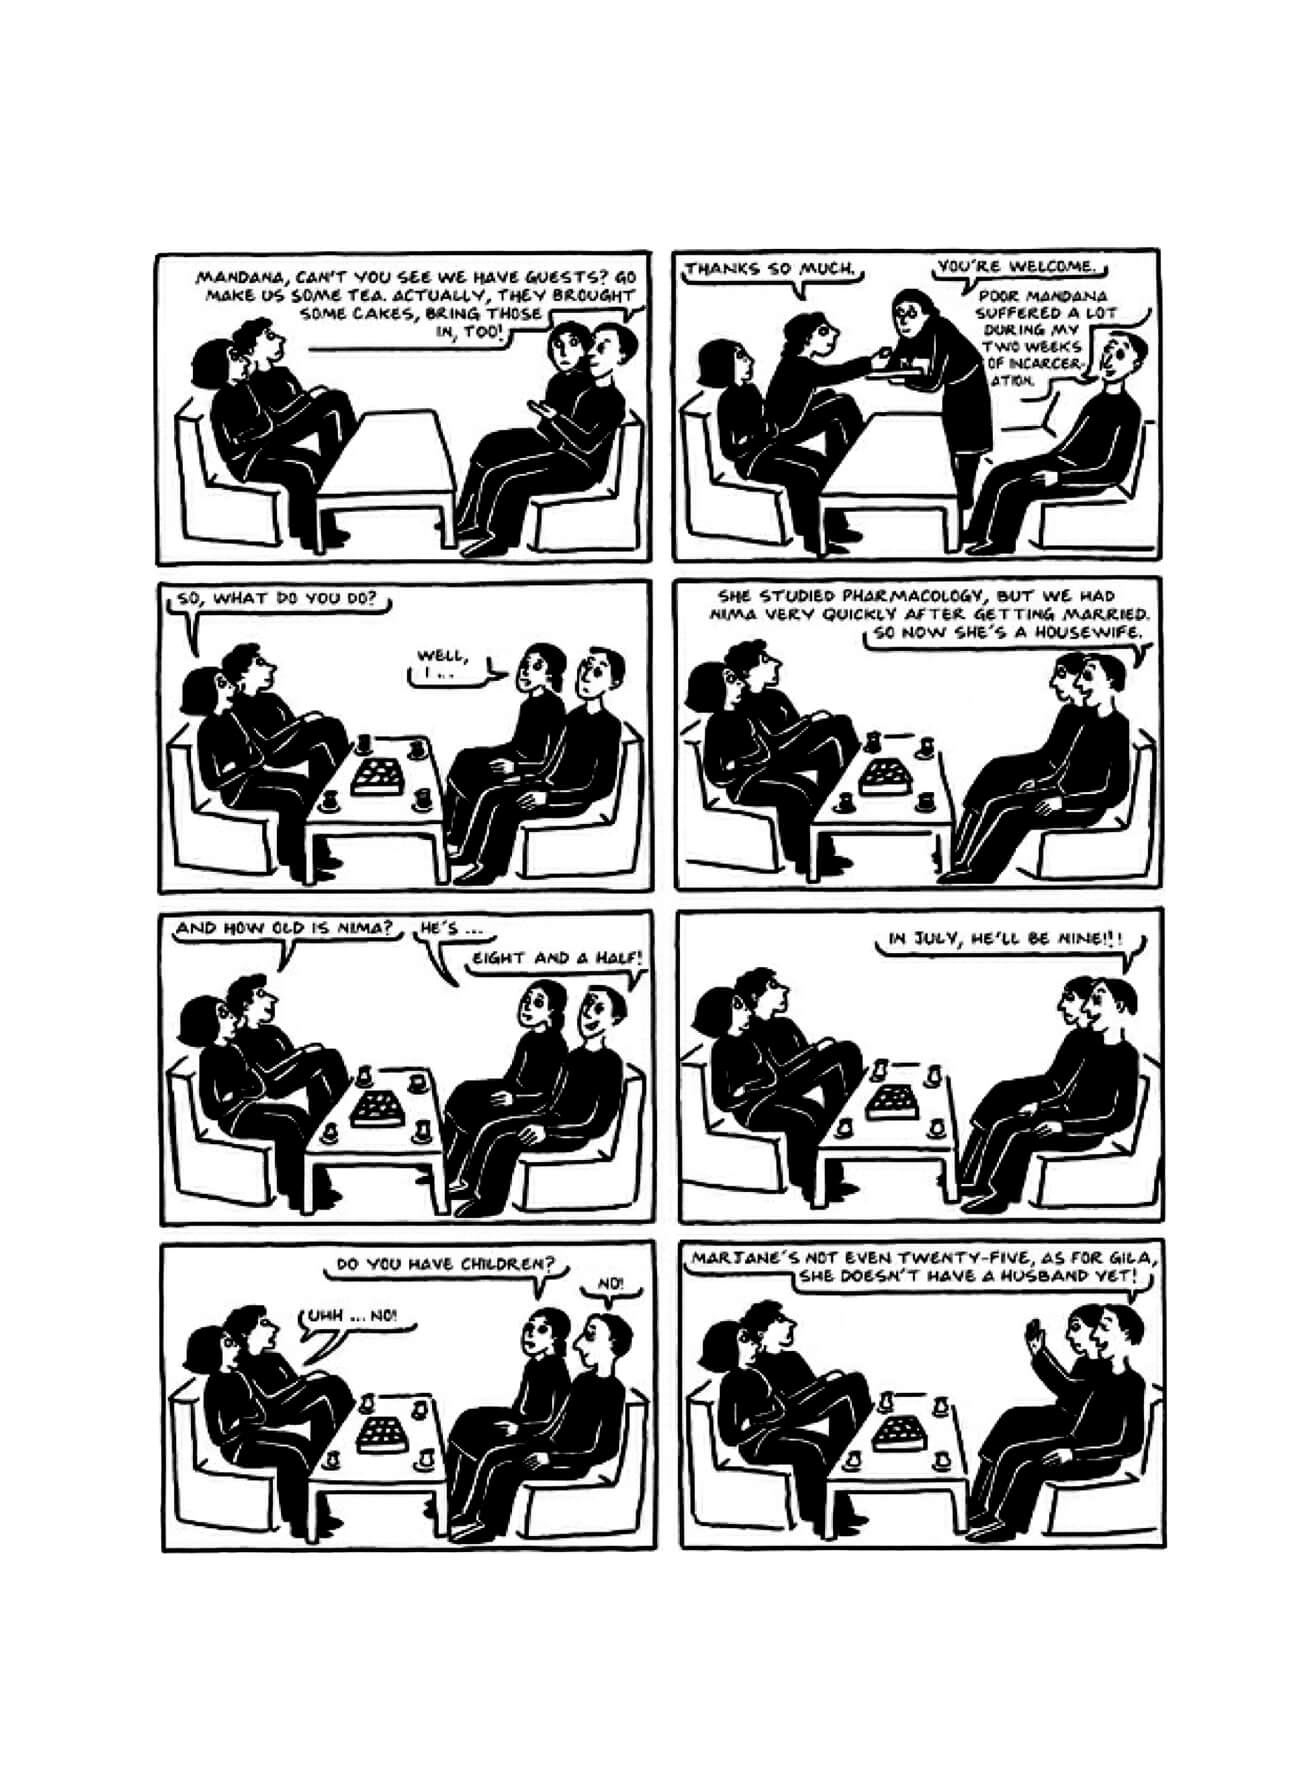 MANDANA, CAN'T YOU SEE WE HAVE GUESTS? GO
MAKE US SOME TEA. ACTUALLY, THEY BROUGHT
SOME CAKES, BRING THOSE
IN, TOO!
THANKS SO MUCH.
YOU'RE WELCOME.
POOR MANDANA
SUFFERED A LOT
DURING MY
TWO WEEKS
OF INCARCER-
ATION.
SO, WHAT DO YOU DO?
WELL,
I ...
SHE STUDIED PHARMACOLOGY, BUT WE HAD
NIMA VERY QUICKLY AFTER GETTING MARRIED.
SO NOW SHE'S A HOUSEWIFE.
AND HOW OLD IS NIMA?
HE'S ...
EIGHT AND A HALF!
IN JULY, HE'LL BE NINE!!!
DO YOU HAVE CHILDREN?
NO!
UHH ... NO!
MARJANE'S NOT EVEN TWENTY-FIVE, AS FOR GILA,
SHE DOESN'T HAVE A HUSBAND YET!